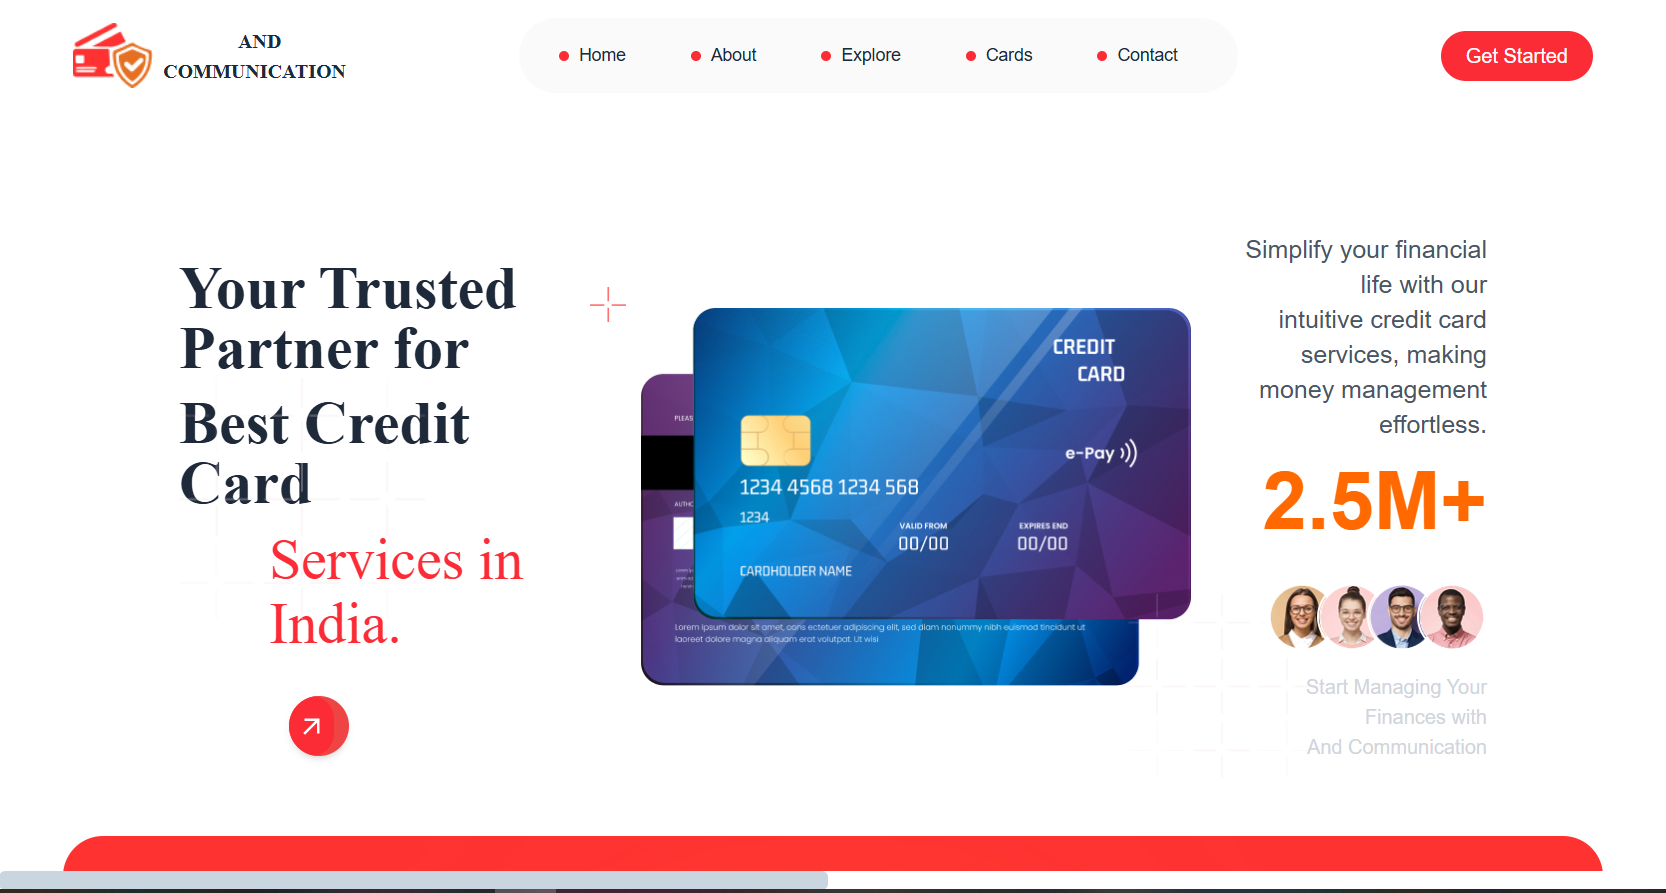 AND
COMMUNICATION
Home
About
Explore
Cards
Contact
Get Started
Your Trusted
Partner for
Best Credit
Card
Services in
India.
CREDIT
CARD
e-Pay
1234 4568 1234 568
1234
VALID FROM
00/00
EXPIRES END
00/00
CARDHOLDER NAME
PLEAS
AUTHO
Lorem ipsum dolor sit amet, cons ectetuer adipiscing elit, sed diam nonummy nibh euismod tincidunt ut
laoreet dolore magna aliquam erat volutpat. Ut wisi
Simplify your financial
life with our
intuitive credit card
services, making
money management
effortless.
2.5M+
Start Managing Your
Finances with
And Communication